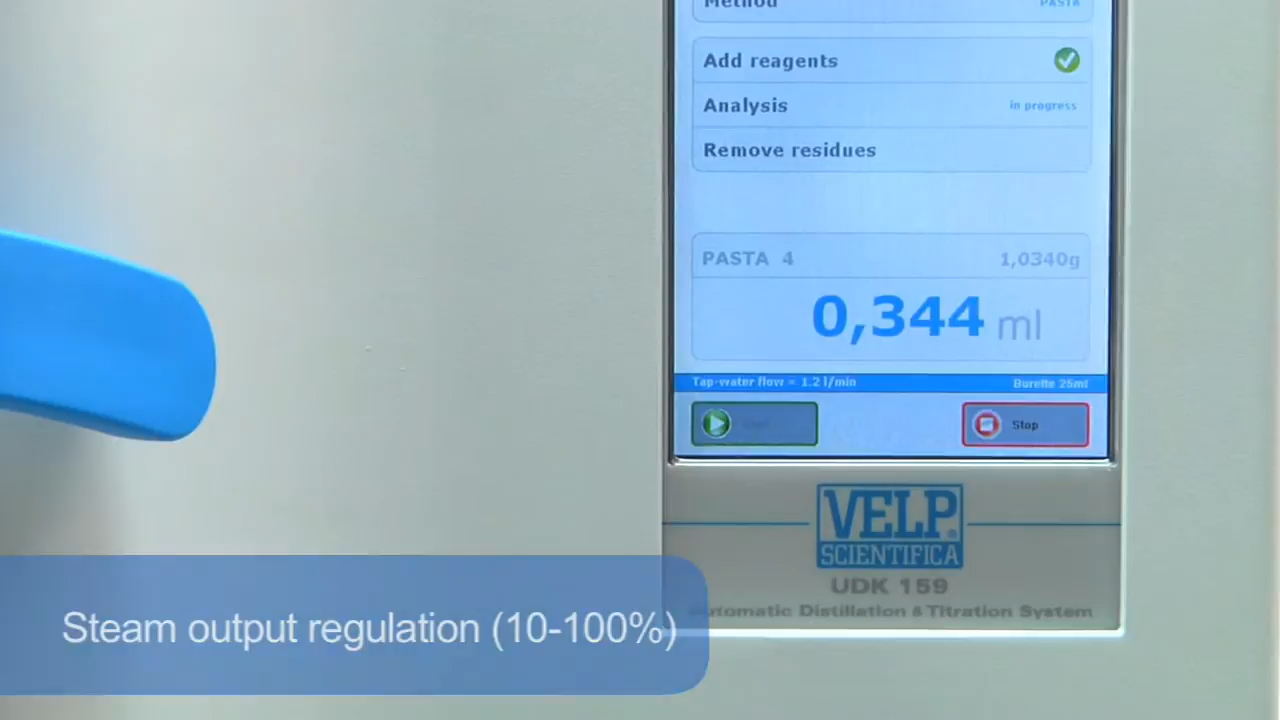 Method PASTA
Add reagents
Analysis in progress
Remove residues
PASTA 4 1,0340g
0,344 ml
Tap-water flow = 1.2 l/min Burette 25ml
Stop
VELP®
SCIENTIFICA
UDK 159
Automatic Distillation & Titration System
Steam output regulation (10-100%)